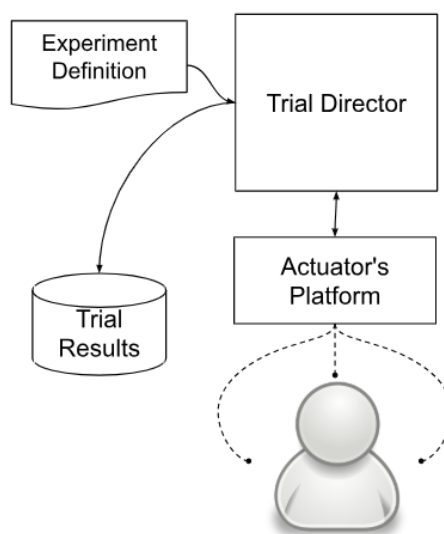 Experiment
Definition
Trial Director
Actuator's
Platform
Trial
Results